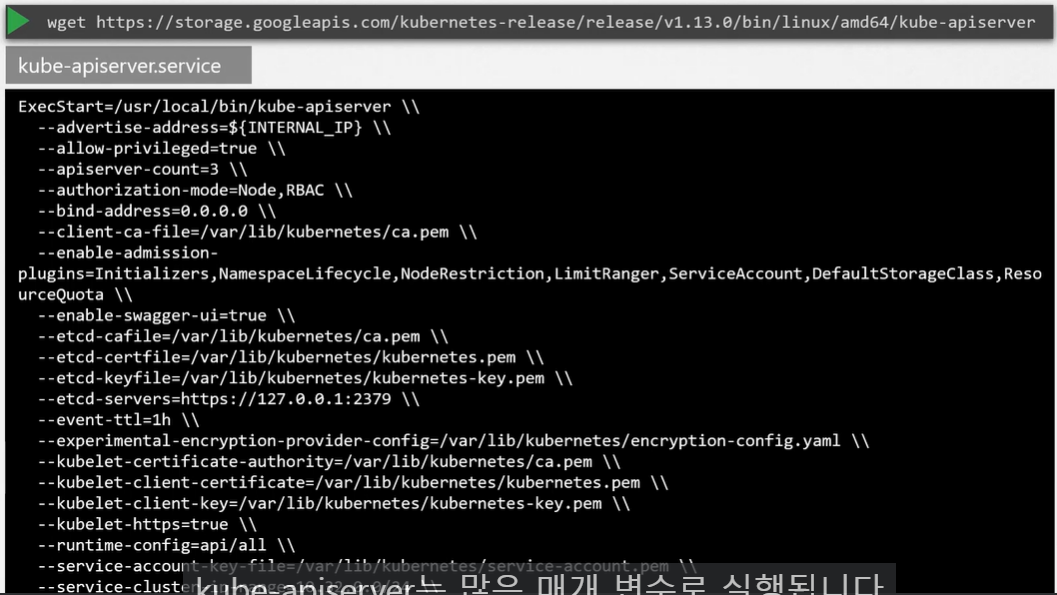 wget https://storage.googleapis.com/kubernetes-release/release/v1.13.0/bin/linux/amd64/kube-apiserver
kube-apiserver.service
ExecStart=/usr/local/bin/kube-apiserver \\
--advertise-address=${INTERNAL_IP} \\
--allow-privileged=true \\
--apiserver-count=3 \\
--authorization-mode=Node,RBAC \\
--bind-address=0.0.0.0 \\
--client-ca-file=/var/lib/kubernetes/ca.pem \\
--enable-admission-
plugins=Initializers,NamespaceLifecycle,NodeRestriction,LimitRanger,ServiceAccount,DefaultStorageClass,Reso
urceQuota \\
--enable-swagger-ui=true \\
--etcd-cafile=/var/lib/kubernetes/ca.pem \\
--etcd-certfile=/var/lib/kubernetes/kubernetes.pem \\
--etcd-keyfile=/var/lib/kubernetes/kubernetes-key.pem \\
--etcd-servers=https://127.0.0.1:2379 \\
--event-ttl=1h \\
--experimental-encryption-provider-config=/var/lib/kubernetes/encryption-config.yaml \\
--kubelet-certificate-authority=/var/lib/kubernetes/ca.pem \\
--kubelet-client-certificate=/var/lib/kubernetes/kubernetes.pem \\
--kubelet-client-key=/var/lib/kubernetes/kubernetes-key.pem \\
--kubelet-https=true \\
--runtime-config=api/all \\
--service-account-key-file=/var/lib/kubernetes/service-account.pem \\
--service-cluste
kube-apiserver는 많은 매개 변수로 실행됩니다